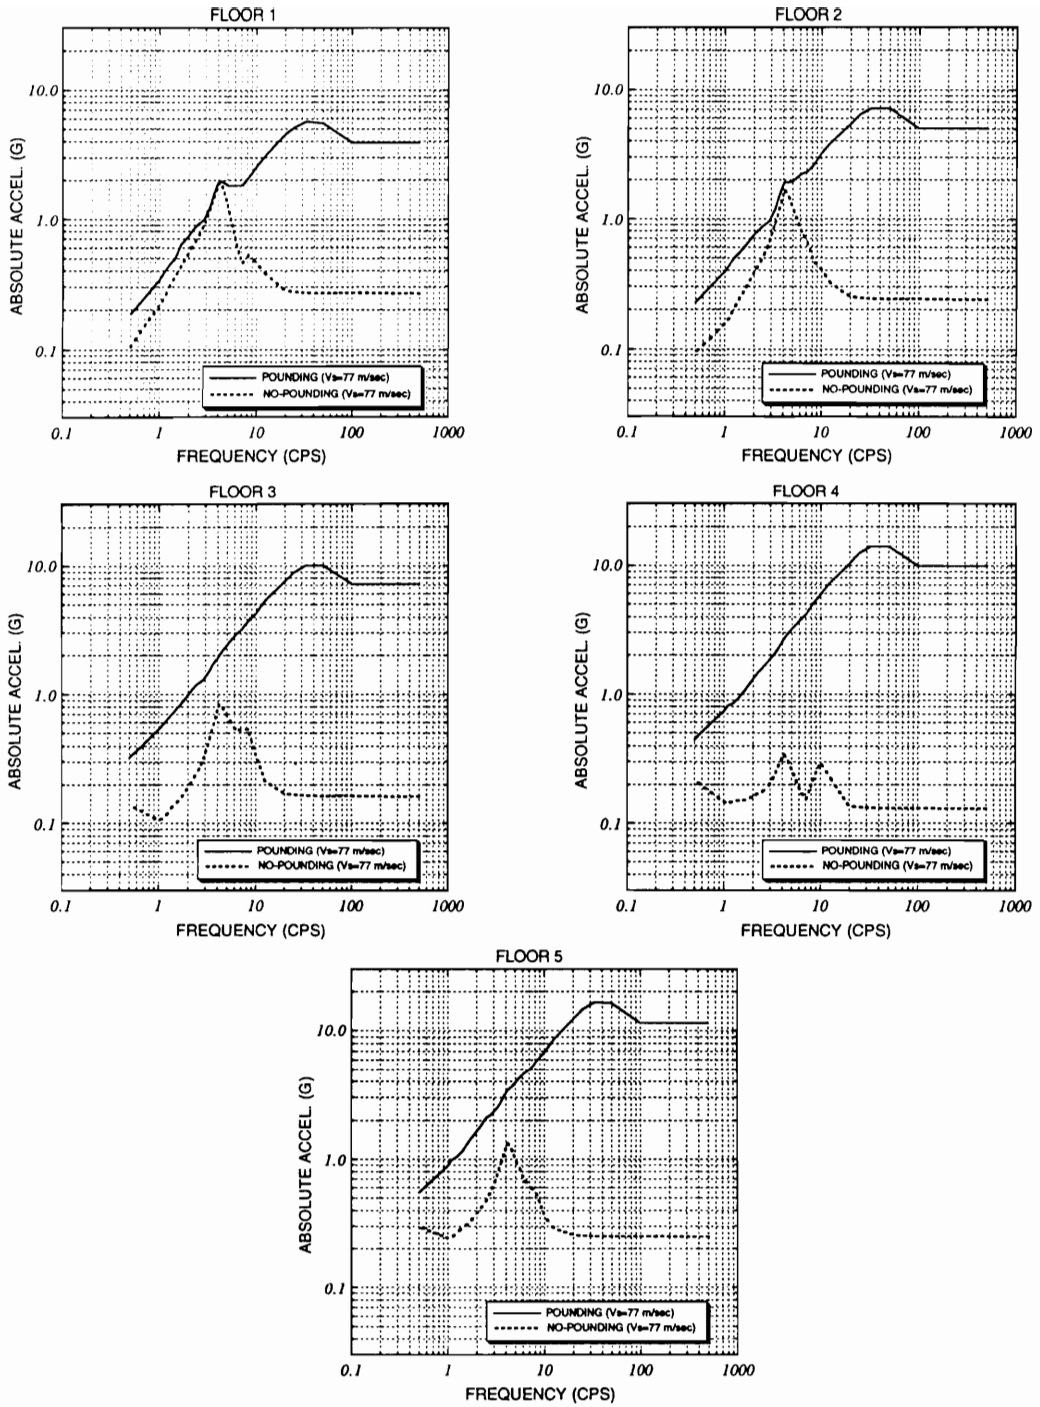 FLOOR 1
ABSOLUTE ACCEL. (G)
10.0
1.0
0.1
POUNDING (Vs=77 m/sec)
NO-POUNDING (Vs=77 m/sec)
0.1 1 10 100 1000
FREQUENCY (CPS)
FLOOR 2
ABSOLUTE ACCEL. (G)
10.0
1.0
0.1
POUNDING (Vs=77 m/sec)
NO-POUNDING (Vs=77 m/sec)
0.1 1 10 100 1000
FREQUENCY (CPS)
FLOOR 3
ABSOLUTE ACCEL. (G)
10.0
1.0
0.1
POUNDING (Vs=77 m/sec)
NO-POUNDING (Vs=77 m/sec)
0.1 1 10 100 1000
FREQUENCY (CPS)
FLOOR 4
ABSOLUTE ACCEL. (G)
10.0
1.0
0.1
POUNDING (Vs=77 m/sec)
NO-POUNDING (Vs=77 m/sec)
0.1 1 10 100 1000
FREQUENCY (CPS)
FLOOR 5
ABSOLUTE ACCEL. (G)
10.0
1.0
0.1
POUNDING (Vs=77 m/sec)
NO-POUNDING (Vs=77 m/sec)
0.1 1 10 100 1000
FREQUENCY (CPS)